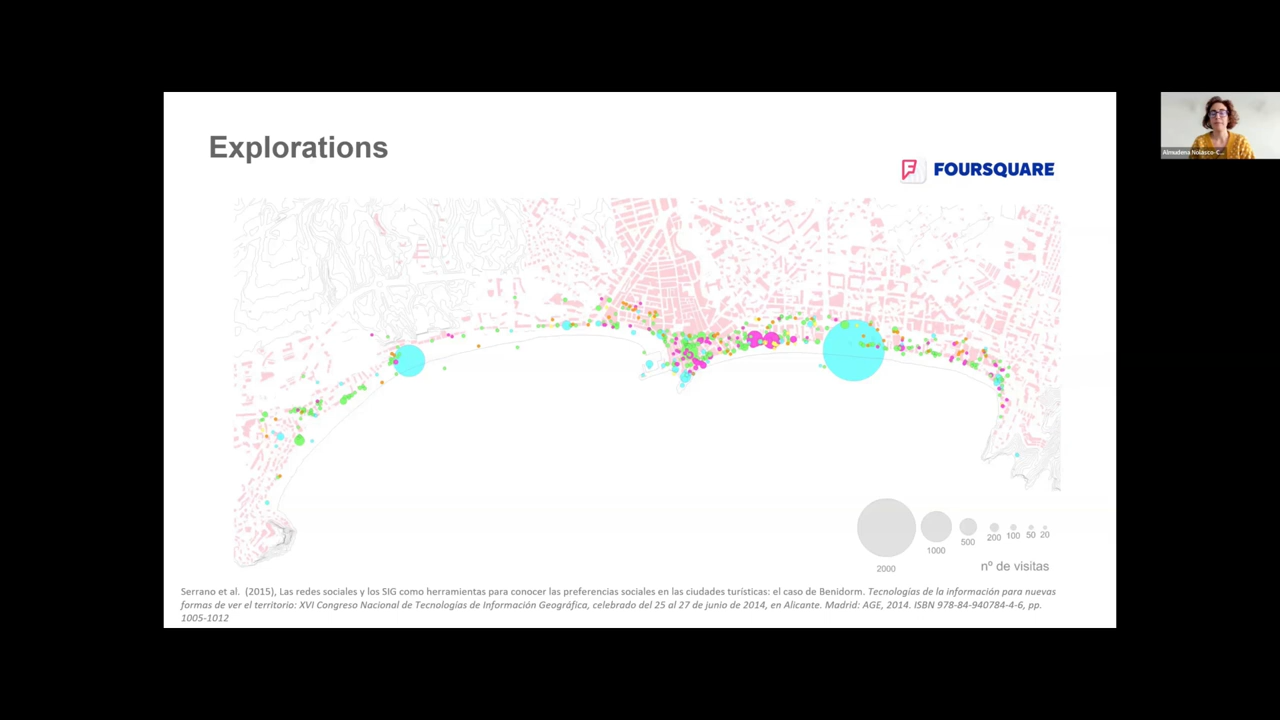 Explorations
FOURSQUARE
Almudena Nolasco-C...
2000
1000
500
200
100
50
20
nº de visitas
Serrano et al. (2015), Las redes sociales y los SIG como herramientas para conocer las preferencias sociales en las ciudades turísticas: el caso de Benidorm. Tecnologías de la información para nuevas
formas de ver el territorio: XVI Congreso Nacional de Tecnologías de Información Geográfica, celebrado del 25 al 27 de junio de 2014, en Alicante. Madrid: AGE, 2014. ISBN 978-84-940784-4-6, pp.
1005-1012